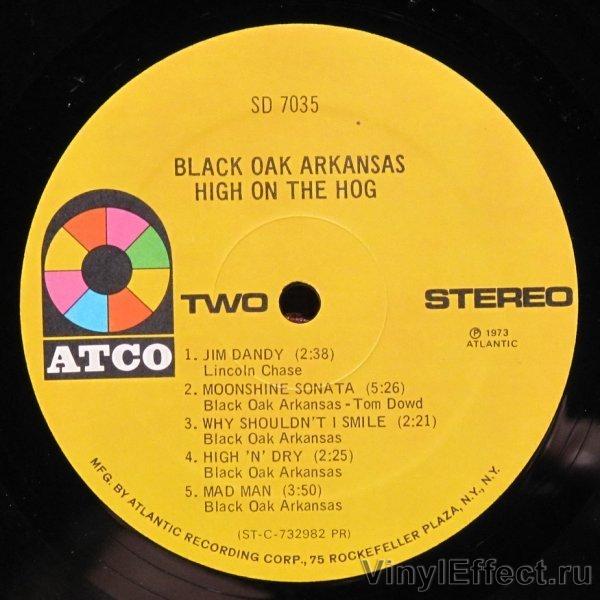 SD 7035
BLACK OAK ARKANSAS
HIGH ON THE HOG
ATCO
TWO
STEREO
℗ 1973
ATLANTIC
1. JIM DANDY (2:38)
Lincoln Chase
2. MOONSHINE SONATA (5:26)
Black Oak Arkansas - Tom Dowd
3. WHY SHOULDN'T I SMILE (2:21)
Black Oak Arkansas
4. HIGH 'N' DRY (2:25)
Black Oak Arkansas
5. MAD MAN (3:50)
Black Oak Arkansas
(ST-C-732982 PR)
MFG. BY ATLANTIC RECORDING CORP., 75 ROCKEFELLER PLAZA, N.Y., N.Y.
VinylEffect.ru